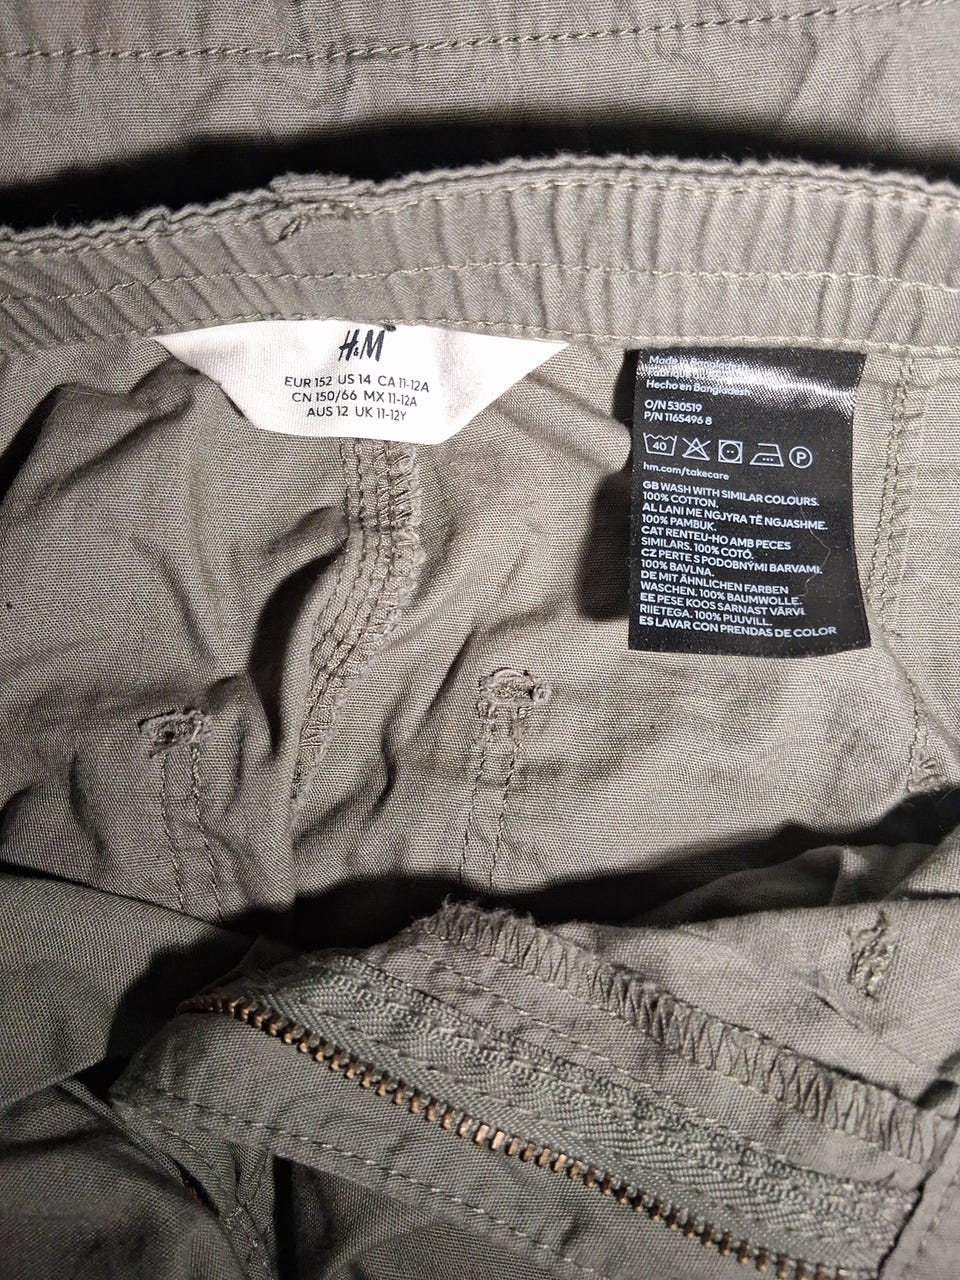 H&M
EUR 152 US 14 CA 11-12A
CN 150/66 MX 11-12A
AUS 12 UK 11-12Y
Made in Bangladesh
Hecho en Bangladesh
O/N 530519
P/N 1165496 8
40
P
hm.com/takecare
GB WASH WITH SIMILAR COLOURS.
100% COTTON.
AL LANI ME NGJYRA TË NGJASHME.
100% PAMBUK.
CAT RENTEU-HO AMB PECES
SIMILARS. 100% COTÓ.
CZ PERTE S PODOBNÝMI BARVAMI.
100% BAVLNA.
DE MIT ÄHNLICHEN FARBEN
WASCHEN. 100% BAUMWOLLE.
EE PESE KOOS SARNAST VÄRVI
RIIETEGA. 100% PUUVILL.
ES LAVAR CON PRENDAS DE COLOR